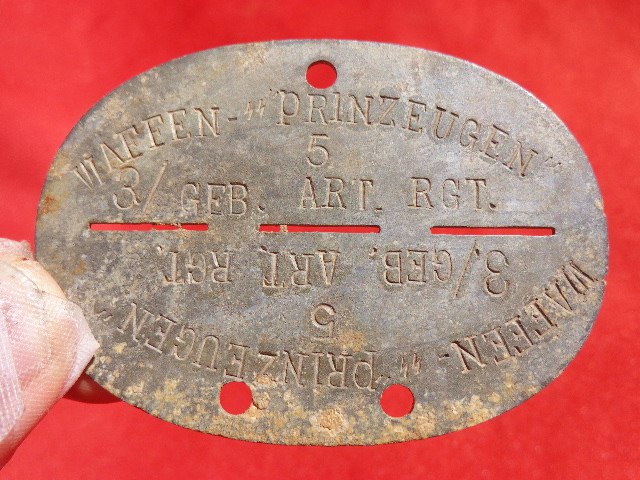 "WAFFEN-ϟϟ "PRINZEUGEN"
5
3/ GEB. ART. RGT.
3/GEB. ART. RGT.
5
WAFFEN-ϟϟ "PRINZEUGEN"